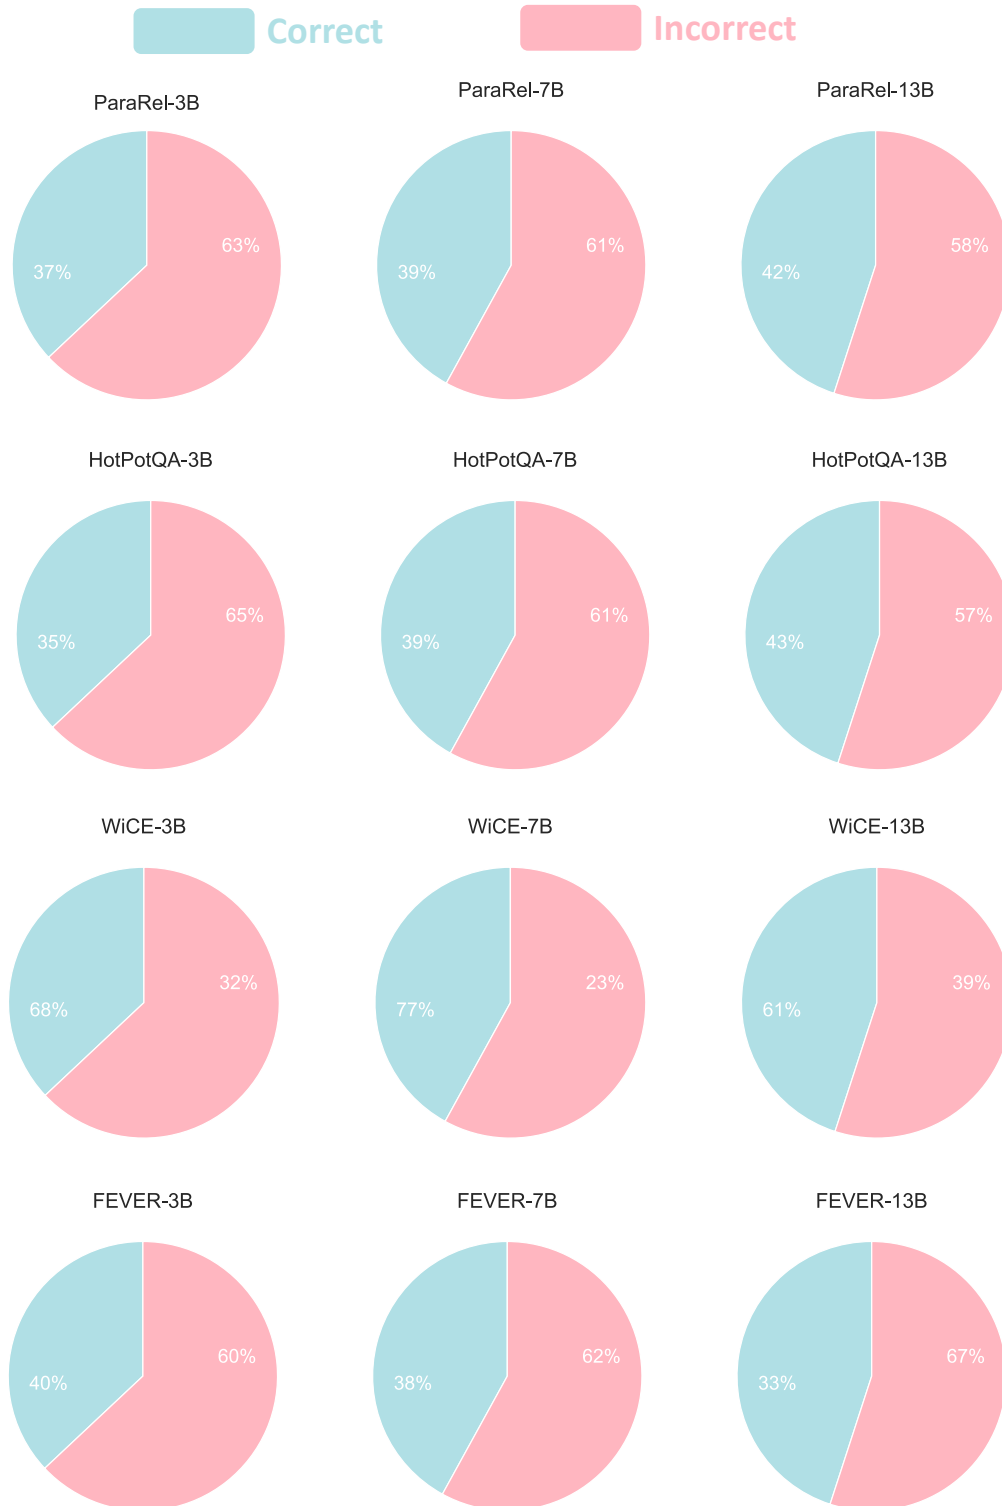 Correct Incorrect
ParaRel-3B ParaRel-7B ParaRel-13B
37% 63% 39% 61% 42% 58%
HotPotQA-3B HotPotQA-7B HotPotQA-13B
35% 65% 39% 61% 43% 57%
WiCE-3B WiCE-7B WiCE-13B
68% 32% 77% 23% 61% 39%
FEVER-3B FEVER-7B FEVER-13B
40% 60% 38% 62% 33% 67%